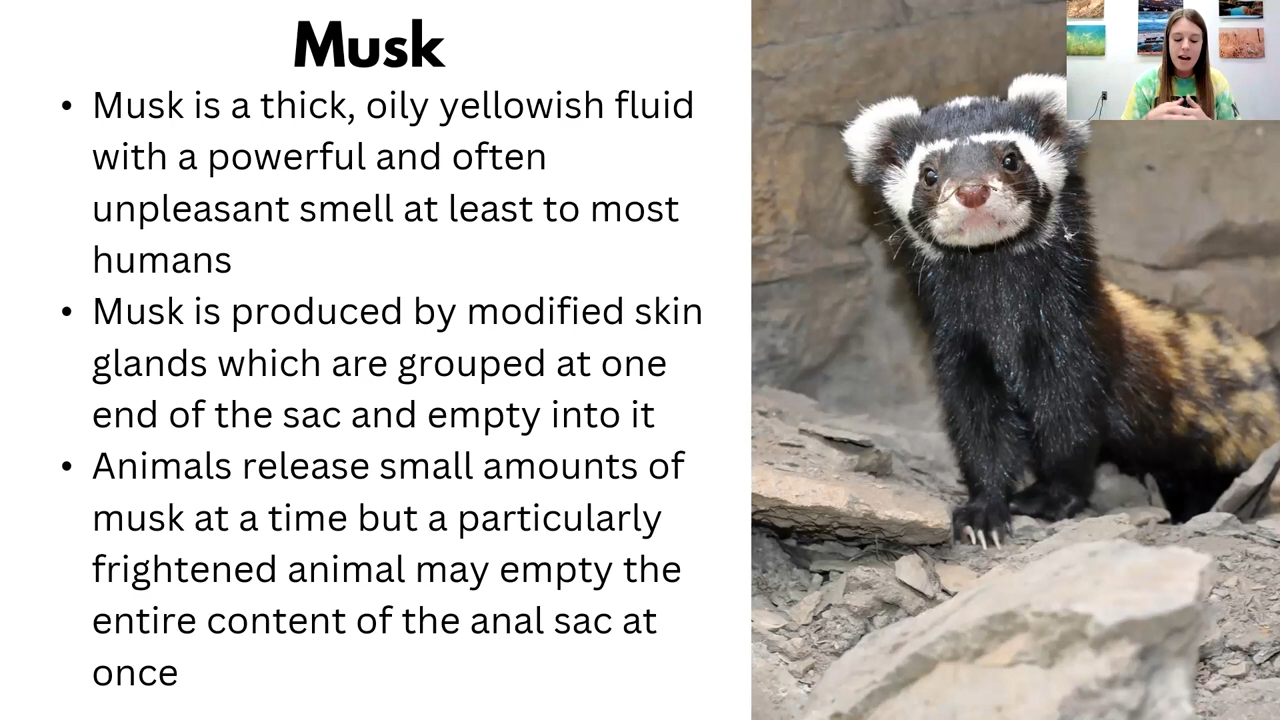 Musk
• Musk is a thick, oily yellowish fluid
with a powerful and often
unpleasant smell at least to most
humans
• Musk is produced by modified skin
glands which are grouped at one
end of the sac and empty into it
• Animals release small amounts of
musk at a time but a particularly
frightened animal may empty the
entire content of the anal sac at
once